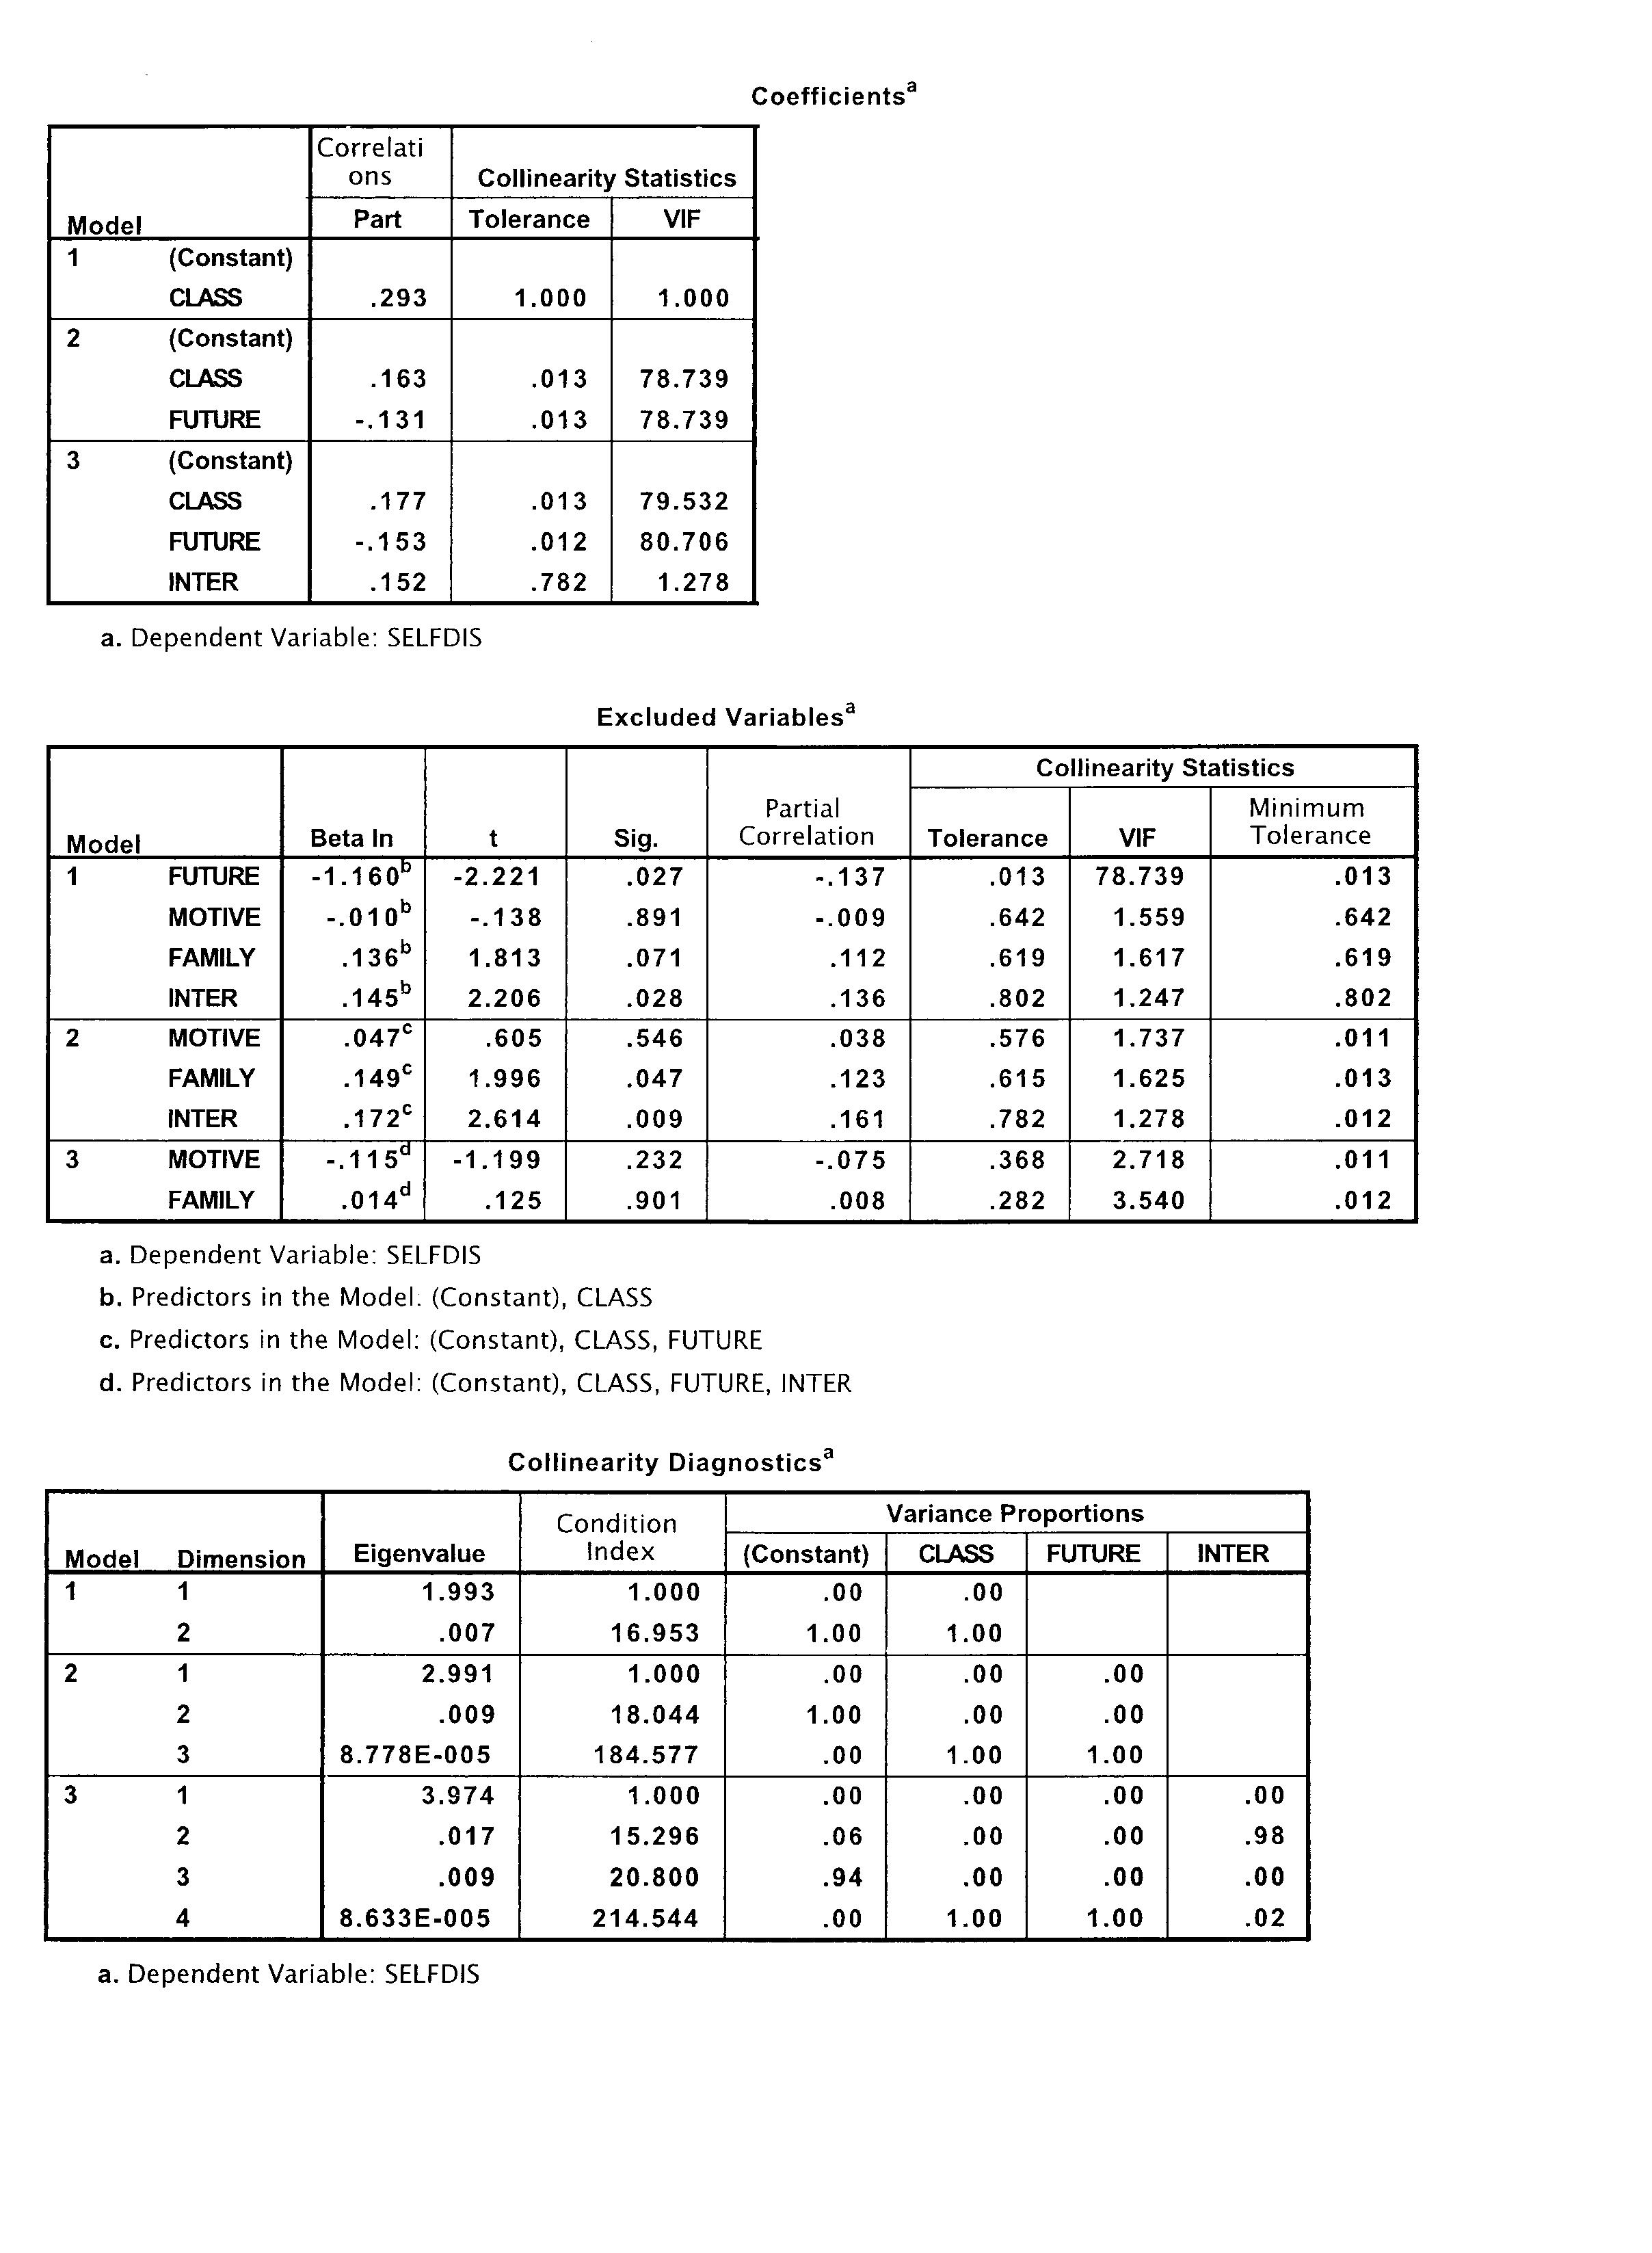 Coefficients^a
Correlations
Collinearity Statistics
Model Part Tolerance VIF
1 (Constant)
CLASS .293 1.000 1.000
2 (Constant)
CLASS .163 .013 78.739
FUTURE -.131 .013 78.739
3 (Constant)
CLASS .177 .013 79.532
FUTURE -.153 .012 80.706
INTER .152 .782 1.278
a. Dependent Variable: SELFDIS
Excluded Variables^a
Collinearity Statistics
Model Beta In t Sig. Partial Correlation Tolerance VIF Minimum Tolerance
1 FUTURE -1.160^b -2.221 .027 -.137 .013 78.739 .013
MOTIVE -.010^b -.138 .891 -.009 .642 1.559 .642
FAMILY .136^b 1.813 .071 .112 .619 1.617 .619
INTER .145^b 2.206 .028 .136 .802 1.247 .802
2 MOTIVE .047^c .605 .546 .038 .576 1.737 .011
FAMILY .149^c 1.996 .047 .123 .615 1.625 .013
INTER .172^c 2.614 .009 .161 .782 1.278 .012
3 MOTIVE -.115^d -1.199 .232 -.075 .368 2.718 .011
FAMILY .014^d .125 .901 .008 .282 3.540 .012
a. Dependent Variable: SELFDIS
b. Predictors in the Model: (Constant), CLASS
c. Predictors in the Model: (Constant), CLASS, FUTURE
d. Predictors in the Model: (Constant), CLASS, FUTURE, INTER
Collinearity Diagnostics^a
Variance Proportions
Model Dimension Eigenvalue Condition Index (Constant) CLASS FUTURE INTER
1 1 1.993 1.000 .00 .00
2 .007 16.953 1.00 1.00
2 1 2.991 1.000 .00 .00 .00
2 .009 18.044 1.00 .00 .00
3 8.778E-005 184.577 .00 1.00 1.00
3 1 3.974 1.000 .00 .00 .00 .00
2 .017 15.296 .06 .00 .00 .98
3 .009 20.800 .94 .00 .00 .00
4 8.633E-005 214.544 .00 1.00 1.00 .02
a. Dependent Variable: SELFDIS